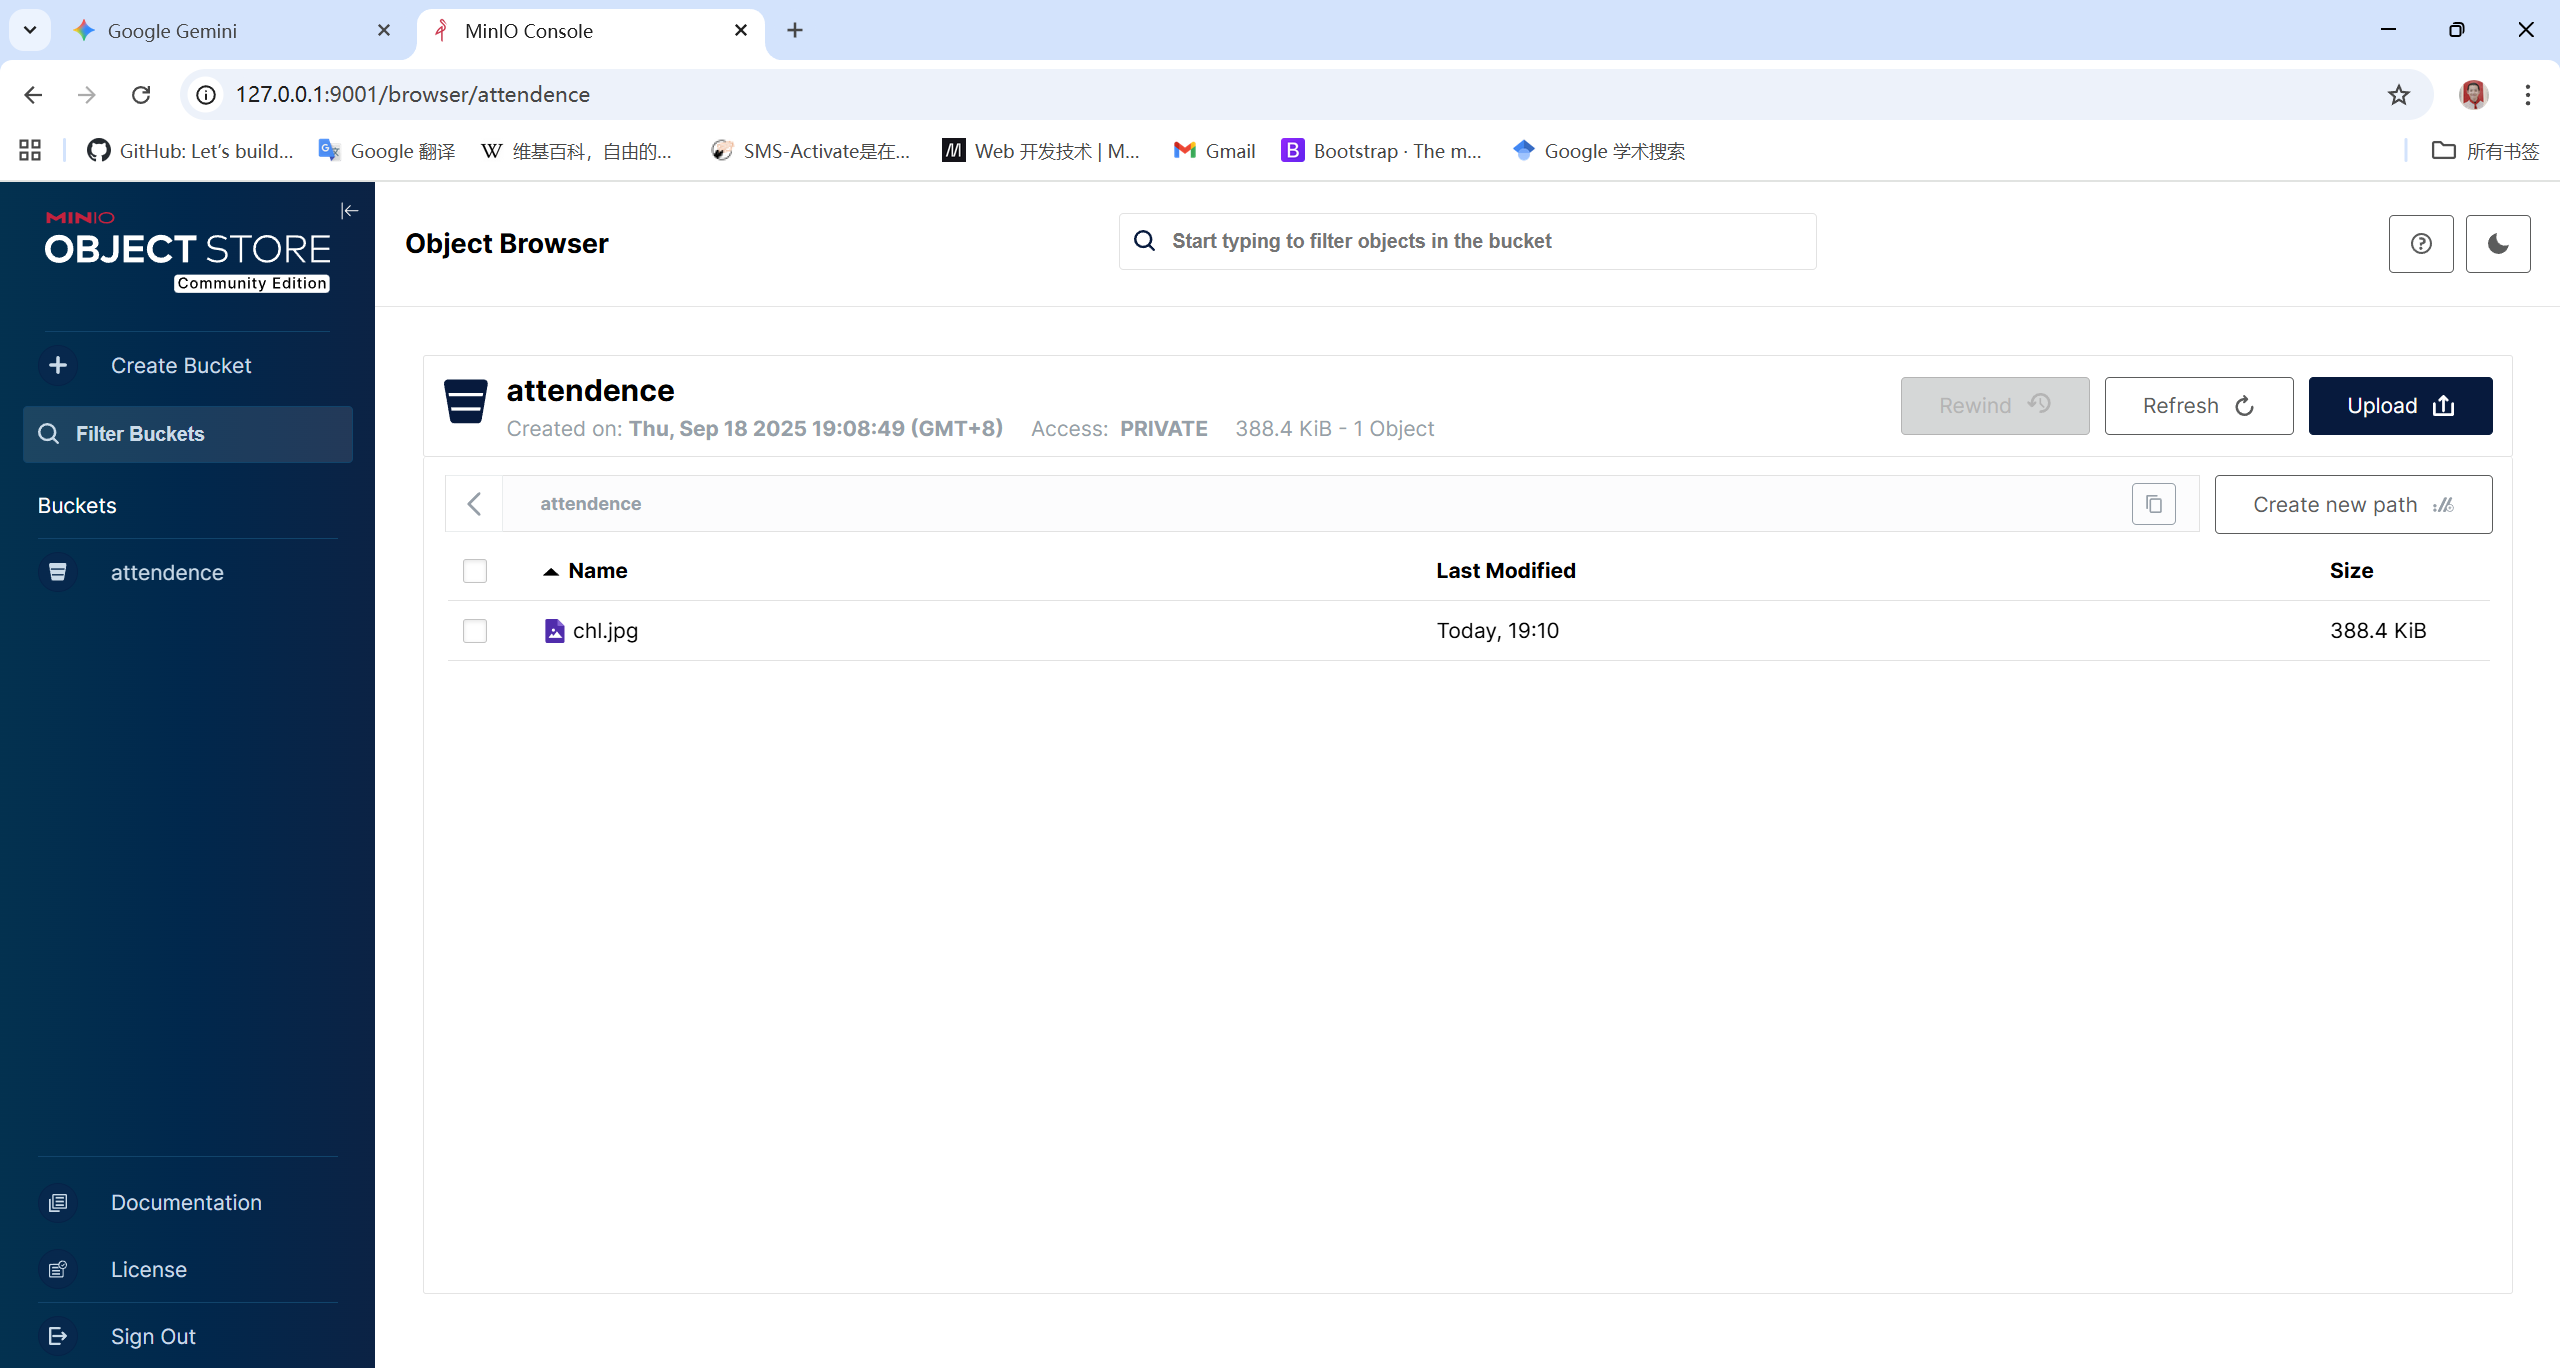 Google Gemini
MinIO Console
127.0.0.1:9001/browser/attendence
GitHub: Let's build...
Google 翻译
W 维基百科，自由的...
SMS-Activate是在...
M Web 开发技术 | M...
Gmail
B Bootstrap · The m...
Google 学术搜索
所有书签
MINIO
OBJECT STORE
Community Edition
Create Bucket
Filter Buckets
Buckets
attendence
Documentation
License
Sign Out
Object Browser
Start typing to filter objects in the bucket
attendence
Created on: Thu, Sep 18 2025 19:08:49 (GMT+8) Access: PRIVATE 388.4 KiB - 1 Object
Rewind
Refresh
Upload
attendence
Create new path
Name Last Modified Size
chl.jpg Today, 19:10 388.4 KiB